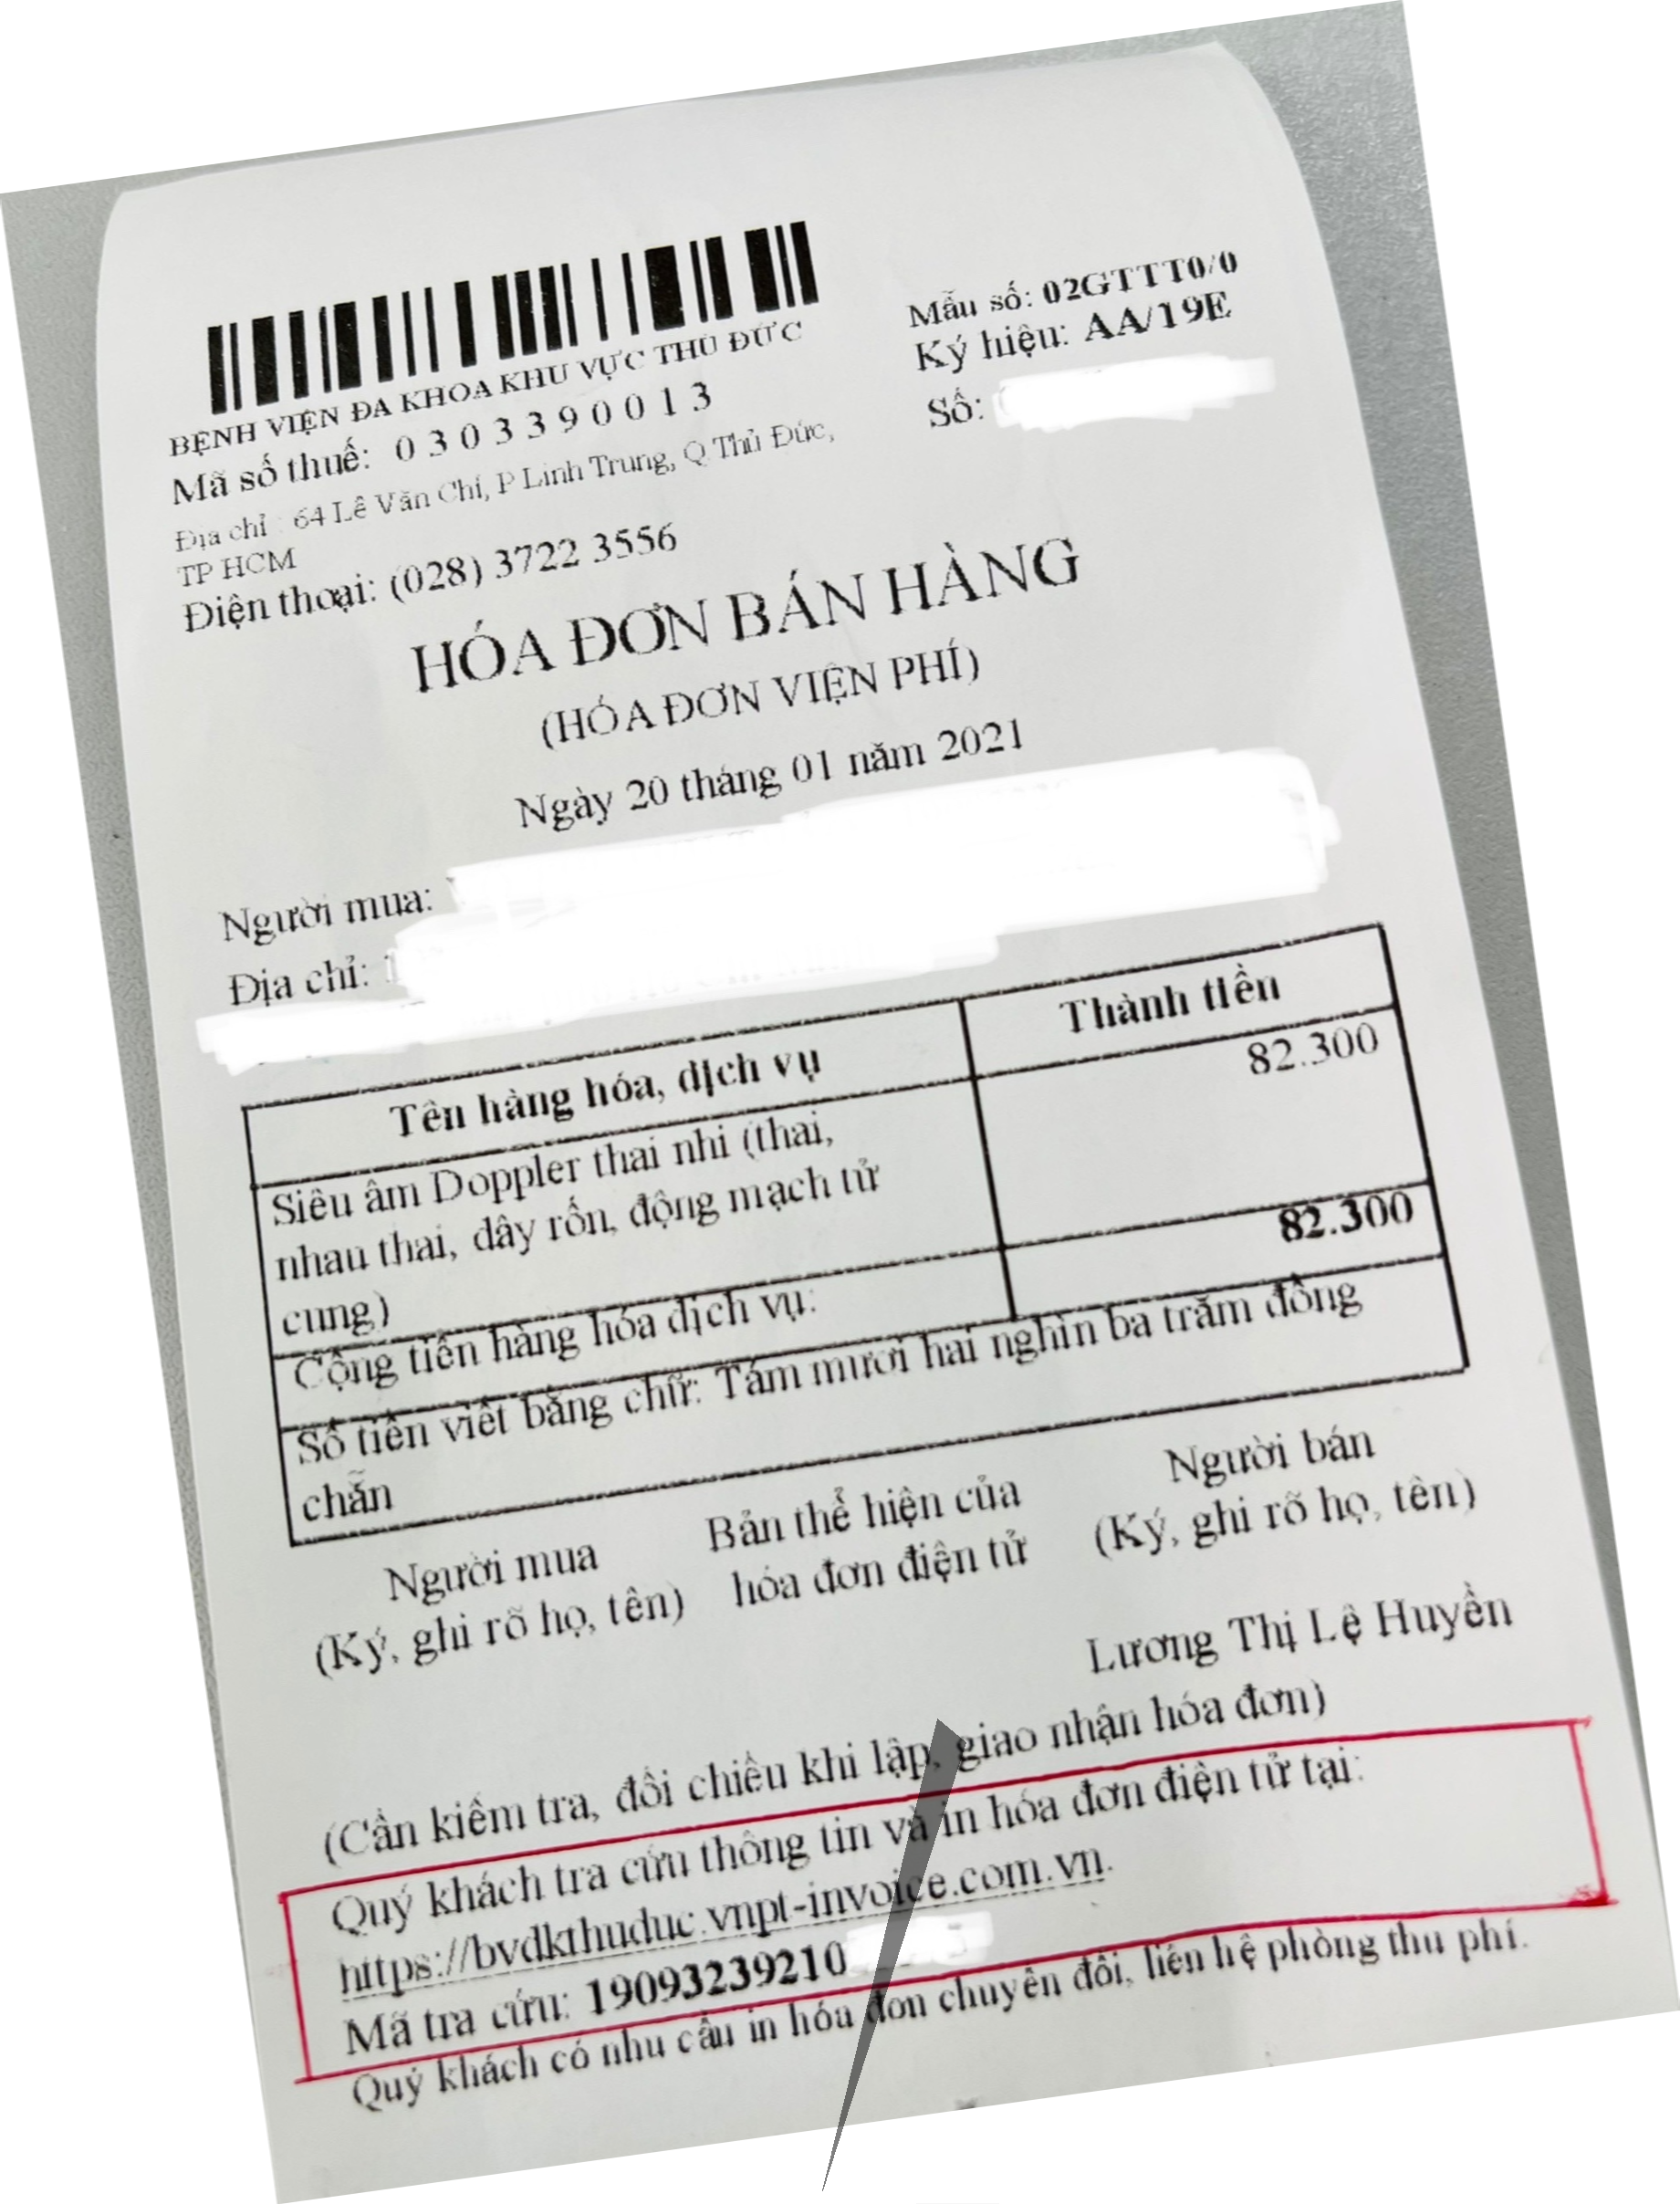 BỆNH VIỆN ĐA KHOA KHU VỰC THỦ ĐỨC
Mã số thuế: 0 3 0 3 3 9 0 0 1 3
Địa chỉ : 64 Lê Văn Chí, P Linh Trung, Q Thủ Đức,
TP HCM
Điện thoại: (028) 3722 3556
Mẫu số: 02GTTT0/0
Ký hiệu: AA/19E
Số:
HÓA ĐƠN BÁN HÀNG
(HÓA ĐƠN VIỆN PHÍ)
Ngày 20 tháng 01 năm 2021
Người mua:
Địa chỉ:
Tên hàng hóa, dịch vụ Thành tiền
Siêu âm Doppler thai nhi (thai, 82.300
nhau thai, dây rốn, động mạch tử
cung)
Cộng tiền hàng hóa dịch vụ: 82.300
Số tiền viết bằng chữ: Tám mươi hai nghìn ba trăm đồng
chẵn
Người mua Bản thể hiện của Người bán
(Ký, ghi rõ họ, tên) hóa đơn điện tử (Ký, ghi rõ họ, tên)
Lương Thị Lệ Huyền
(Cần kiểm tra, đối chiếu khi lập, giao nhận hóa đơn)
Quý khách tra cứu thông tin và in hóa đơn điện tử tại:
https://bvdkthuduc.vnpt-invoice.com.vn.
Mã tra cứu: 19093239210
Quý khách có nhu cầu in hóa đơn chuyển đổi, liên hệ phòng thu phí.